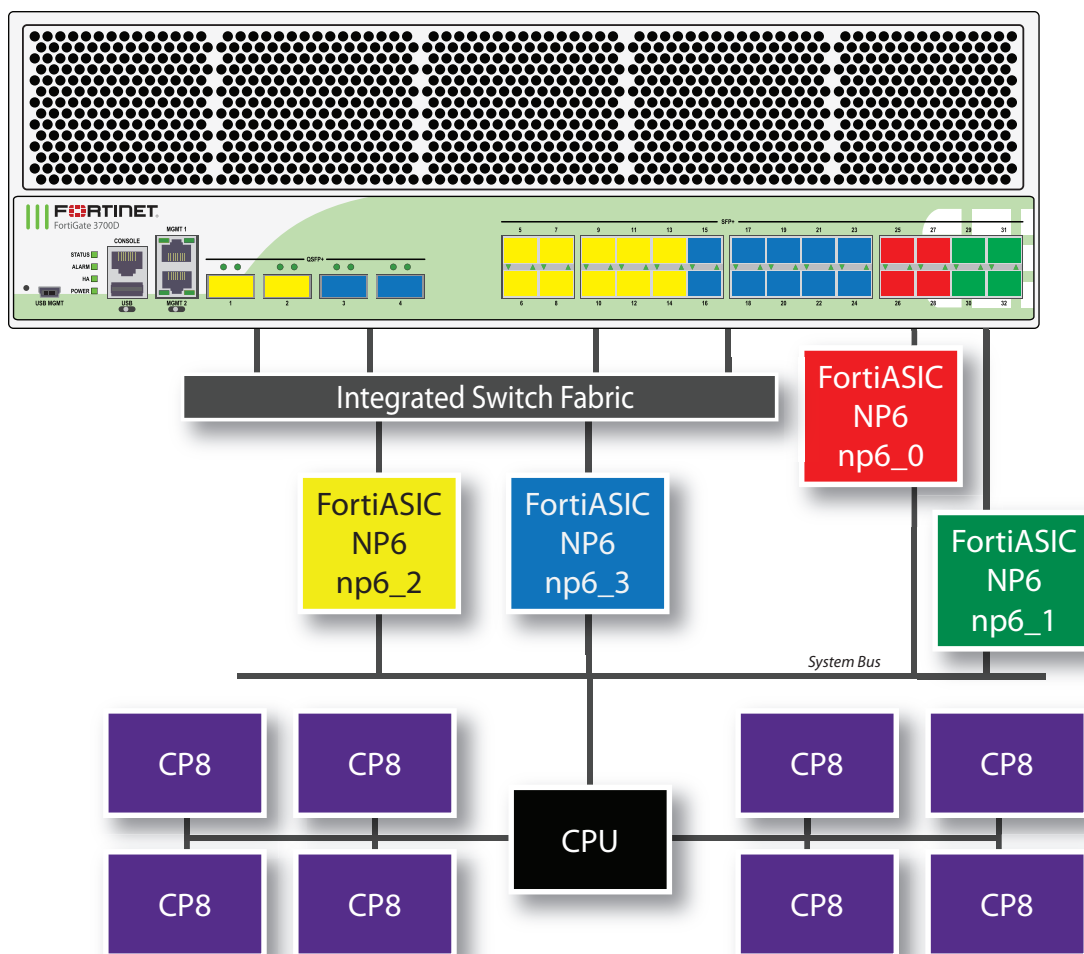 FORTINET
FortiGate 3700D
STATUS
ALARM
HA
POWER
USB MGMT
CONSOLE
USB
MGMT 1
MGMT 2
QSFP+
1 2 3 4
SFP+
5 7 9 11 13 15 17 19 21 23 25 27 29 31
6 8 10 12 14 16 18 20 22 24 26 28 30 32
Integrated Switch Fabric
FortiASIC
NP6
np6_0
FortiASIC
NP6
np6_2
FortiASIC
NP6
np6_3
FortiASIC
NP6
np6_1
System Bus
CP8
CP8
CP8
CP8
CPU
CP8
CP8
CP8
CP8